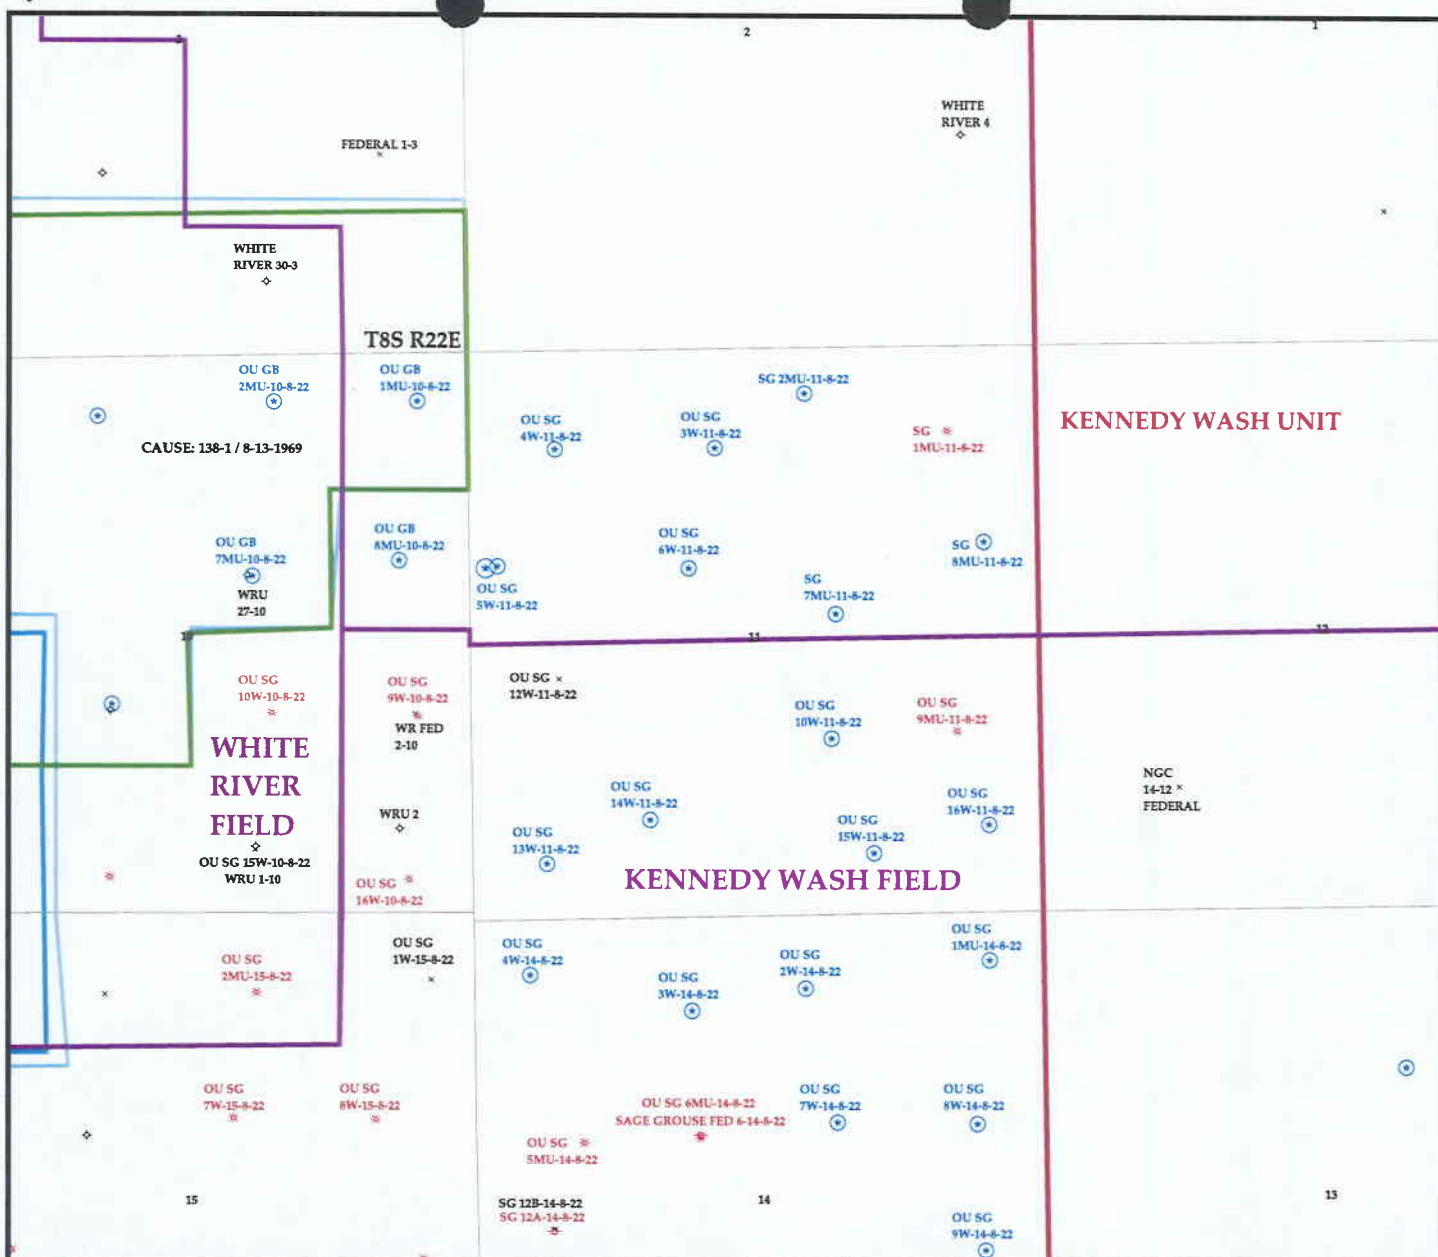 3
2
1
WHITE
RIVER 4
FEDERAL 1-3
WHITE
RIVER 30-3
T8S R22E
OU GB
2MU-10-8-22
OU GB
1MU-10-8-22
SG 2MU-11-8-22
OU SG
4W-11-8-22
OU SG
3W-11-8-22
SG
1MU-11-8-22
KENNEDY WASH UNIT
CAUSE: 138-1 / 8-13-1969
OU GB
7MU-10-8-22
WRU
27-10
OU GB
8MU-10-8-22
OU SG
5W-11-8-22
OU SG
6W-11-8-22
SG
7MU-11-8-22
SG
8MU-11-8-22
10
11
12
OU SG
10W-10-8-22
OU SG
9W-10-8-22
WR FED
2-10
OU SG
12W-11-8-22
OU SG
10W-11-8-22
OU SG
9MU-11-8-22
WHITE
RIVER
FIELD
NGC
14-12
FEDERAL
OU SG
14W-11-8-22
OU SG
16W-11-8-22
WRU 2
OU SG
13W-11-8-22
OU SG
15W-11-8-22
OU SG 15W-10-8-22
WRU 1-10
OU SG
16W-10-8-22
KENNEDY WASH FIELD
OU SG
2MU-15-8-22
OU SG
1W-15-8-22
OU SG
4W-14-8-22
OU SG
3W-14-8-22
OU SG
2W-14-8-22
OU SG
1MU-14-8-22
OU SG
7W-15-8-22
OU SG
8W-15-8-22
OU SG 6MU-14-8-22
SAGE GROUSE FED 6-14-8-22
OU SG
7W-14-8-22
OU SG
8W-14-8-22
OU SG
5MU-14-8-22
15
SG 12B-14-8-22
SG 12A-14-8-22
14
13
OU SG
9W-14-8-22